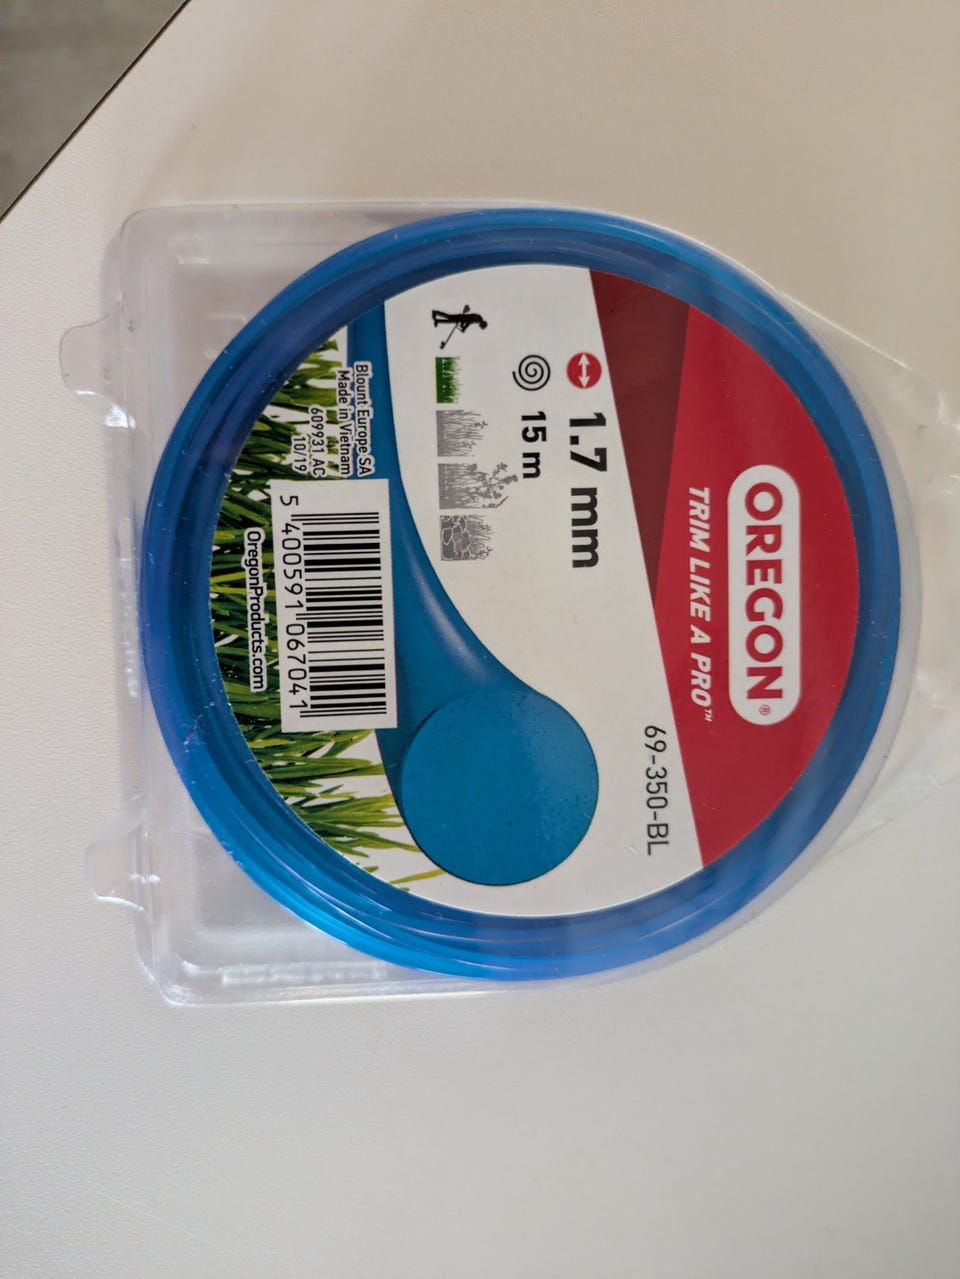 OREGON®
TRIM LIKE A PRO™
69-350-BL
1.7 mm
15 m
Blount Europe SA
Made in Vietnam
609931 AC
10/19
5 400591 067041
OregonProducts.com